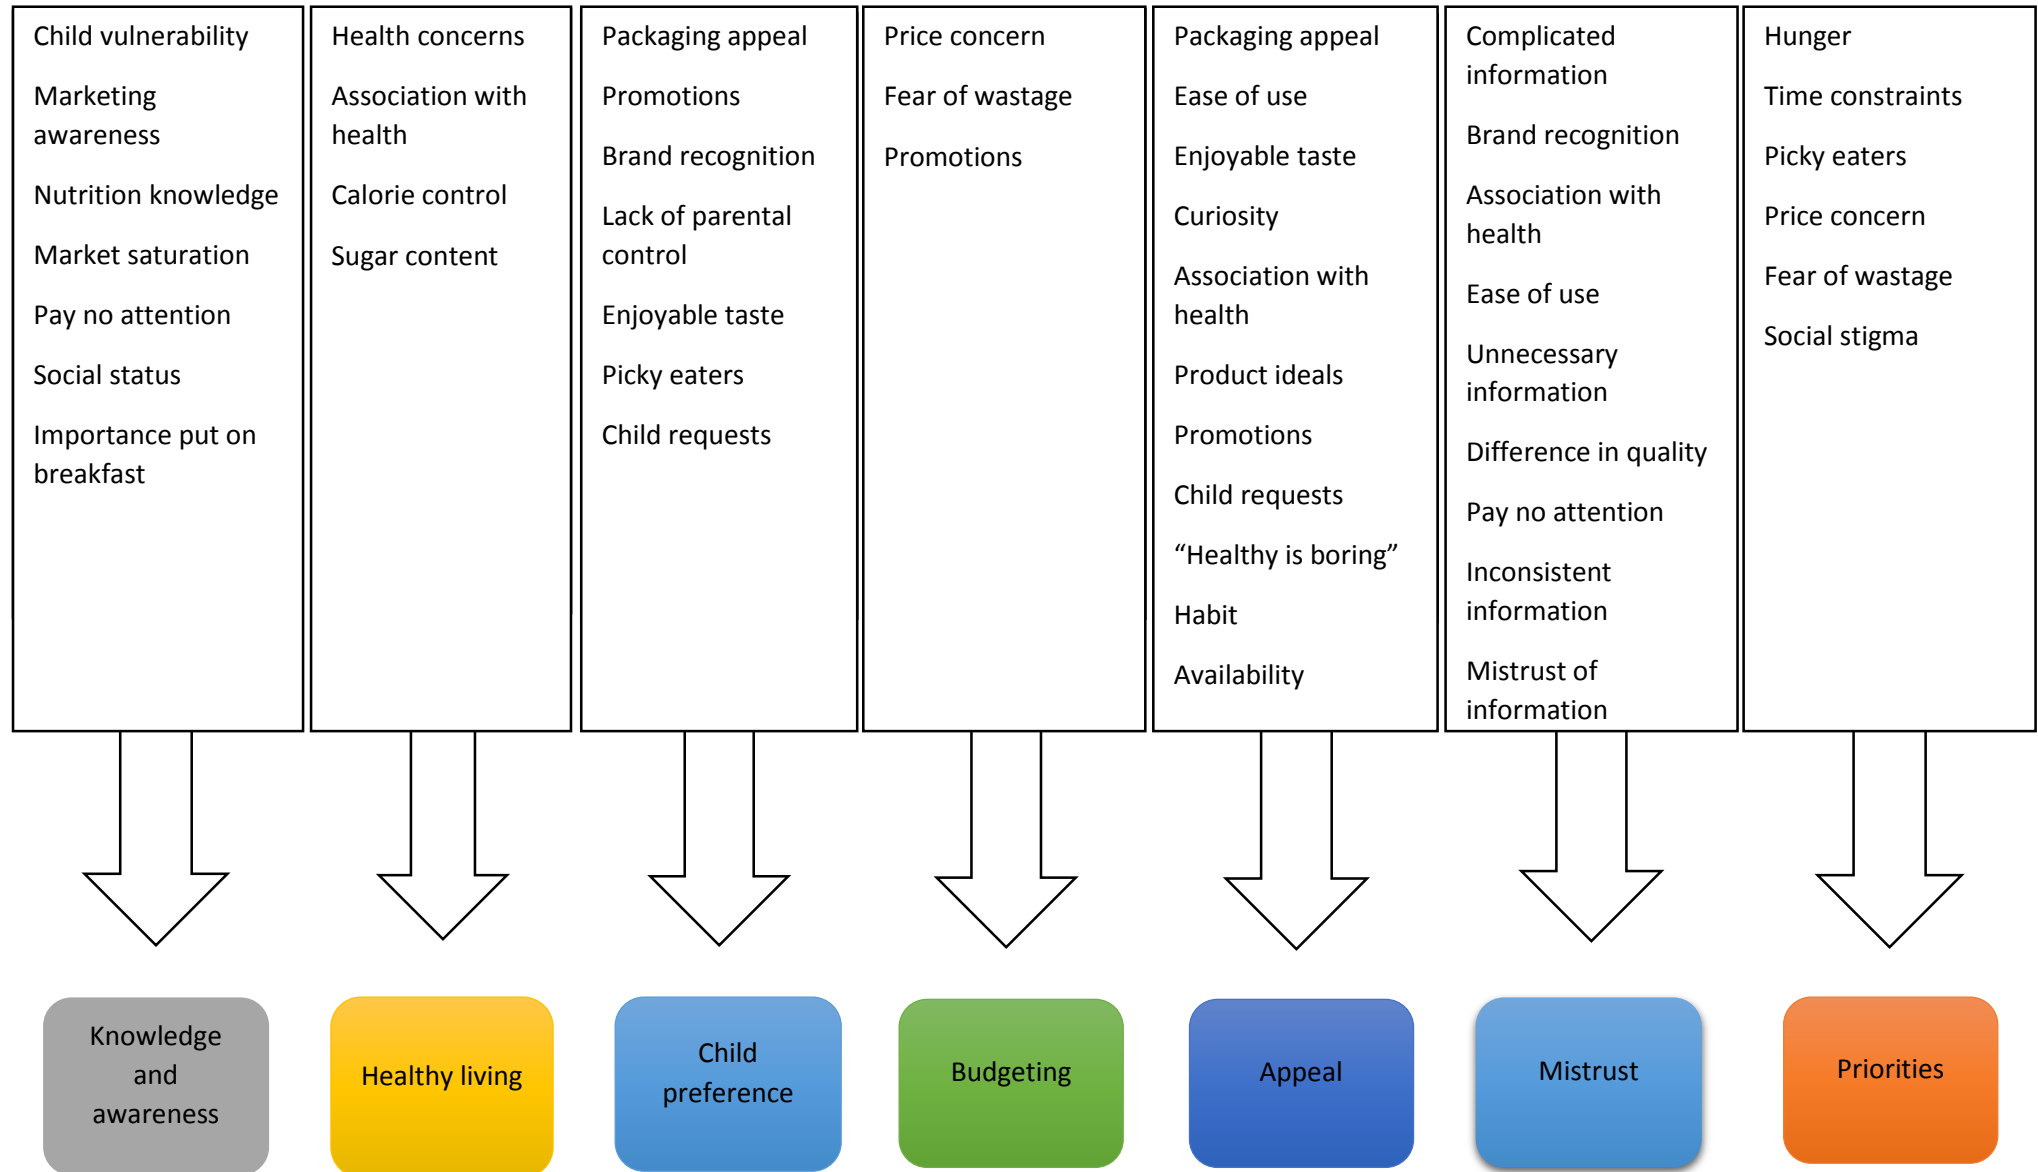 Child vulnerability
Marketing
awareness
Nutrition knowledge
Market saturation
Pay no attention
Social status
Importance put on
breakfast
Health concerns
Association with
health
Calorie control
Sugar content
Packaging appeal
Promotions
Brand recognition
Lack of parental
control
Enjoyable taste
Picky eaters
Child requests
Price concern
Fear of wastage
Promotions
Packaging appeal
Ease of use
Enjoyable taste
Curiosity
Association with
health
Product ideals
Promotions
Child requests
“Healthy is boring”
Habit
Availability
Complicated
information
Brand recognition
Association with
health
Ease of use
Unnecessary
information
Difference in quality
Pay no attention
Inconsistent
information
Mistrust of
information
Hunger
Time constraints
Picky eaters
Price concern
Fear of wastage
Social stigma
Knowledge
and
awareness
Healthy living
Child
preference
Budgeting
Appeal
Mistrust
Priorities